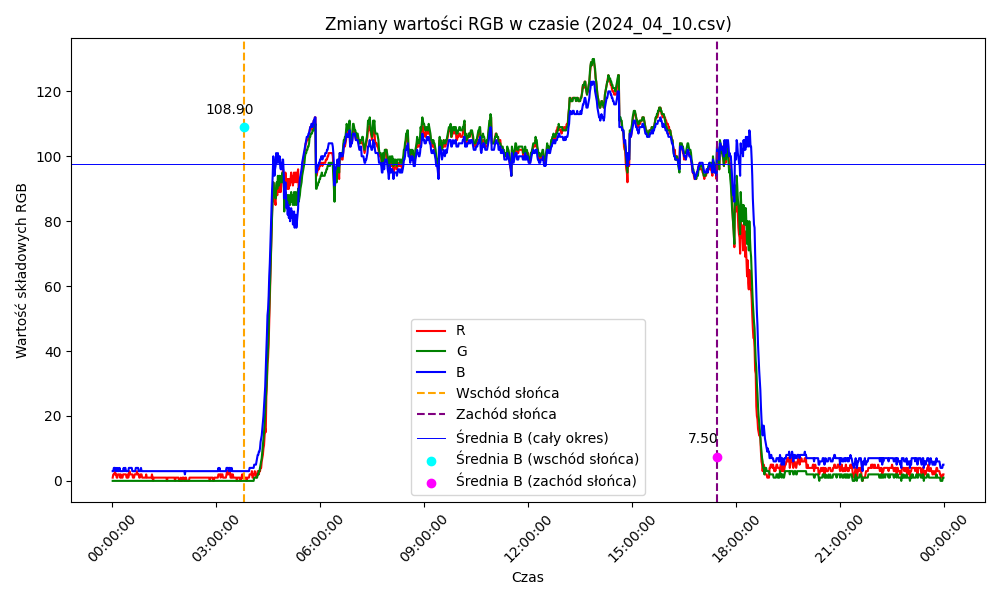 Zmiany wartości RGB w czasie (2024_04_10.csv)
Wartość składowych RGB
120
100
80
60
40
20
0
108.90
7.50
R
G
B
Wschód słońca
Zachód słońca
Średnia B (cały okres)
Średnia B (wschód słońca)
Średnia B (zachód słońca)
00:00:00
03:00:00
06:00:00
09:00:00
12:00:00
15:00:00
18:00:00
21:00:00
00:00:00
Czas